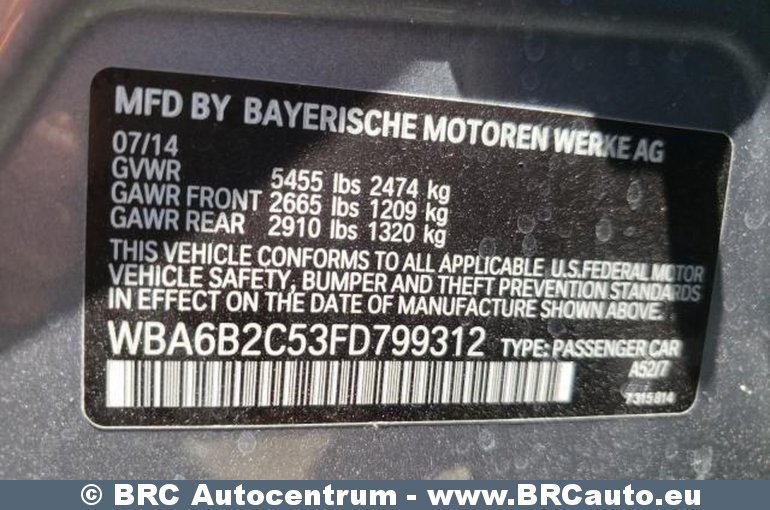 MFD BY BAYERISCHE MOTOREN WERKE AG
07/14
GVWR 5455 lbs 2474 kg
GAWR FRONT 2665 lbs 1209 kg
GAWR REAR 2910 lbs 1320 kg
THIS VEHICLE CONFORMS TO ALL APPLICABLE U.S.FEDERAL MOTOR
VEHICLE SAFETY, BUMPER AND THEFT PREVENTION STANDARDS
IN EFFECT ON THE DATE OF MANUFACTURE SHOWN ABOVE.
WBA6B2C53FD799312 TYPE: PASSENGER CAR
A52/7
7315814
© BRC Autocentrum - www.BRCauto.eu